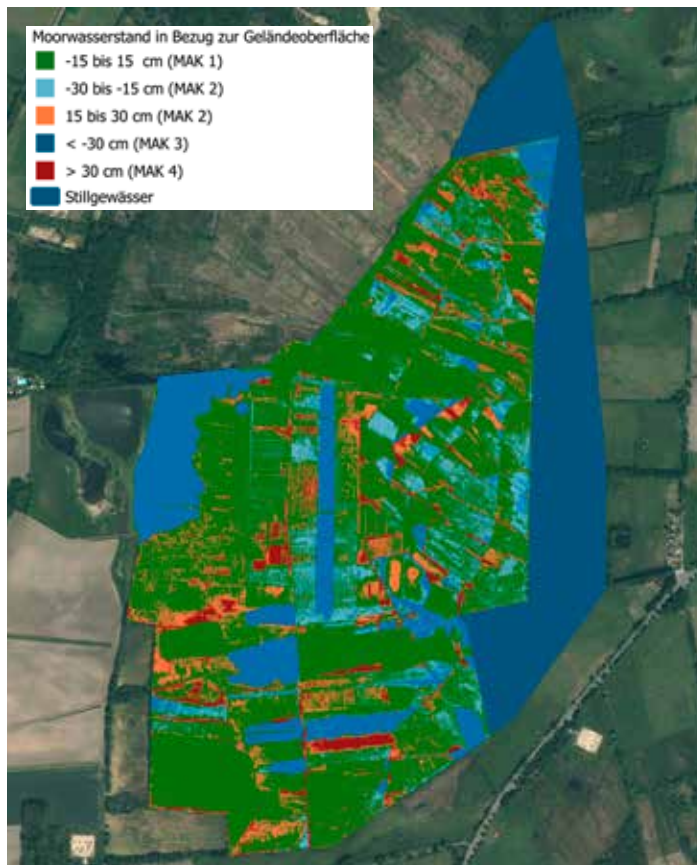 Moorwasserstand in Bezug zur Geländeoberfläche
-15 bis 15 cm (MAK 1)
-30 bis -15 cm (MAK 2)
15 bis 30 cm (MAK 2)
< -30 cm (MAK 3)
> 30 cm (MAK 4)
Stillgewässer